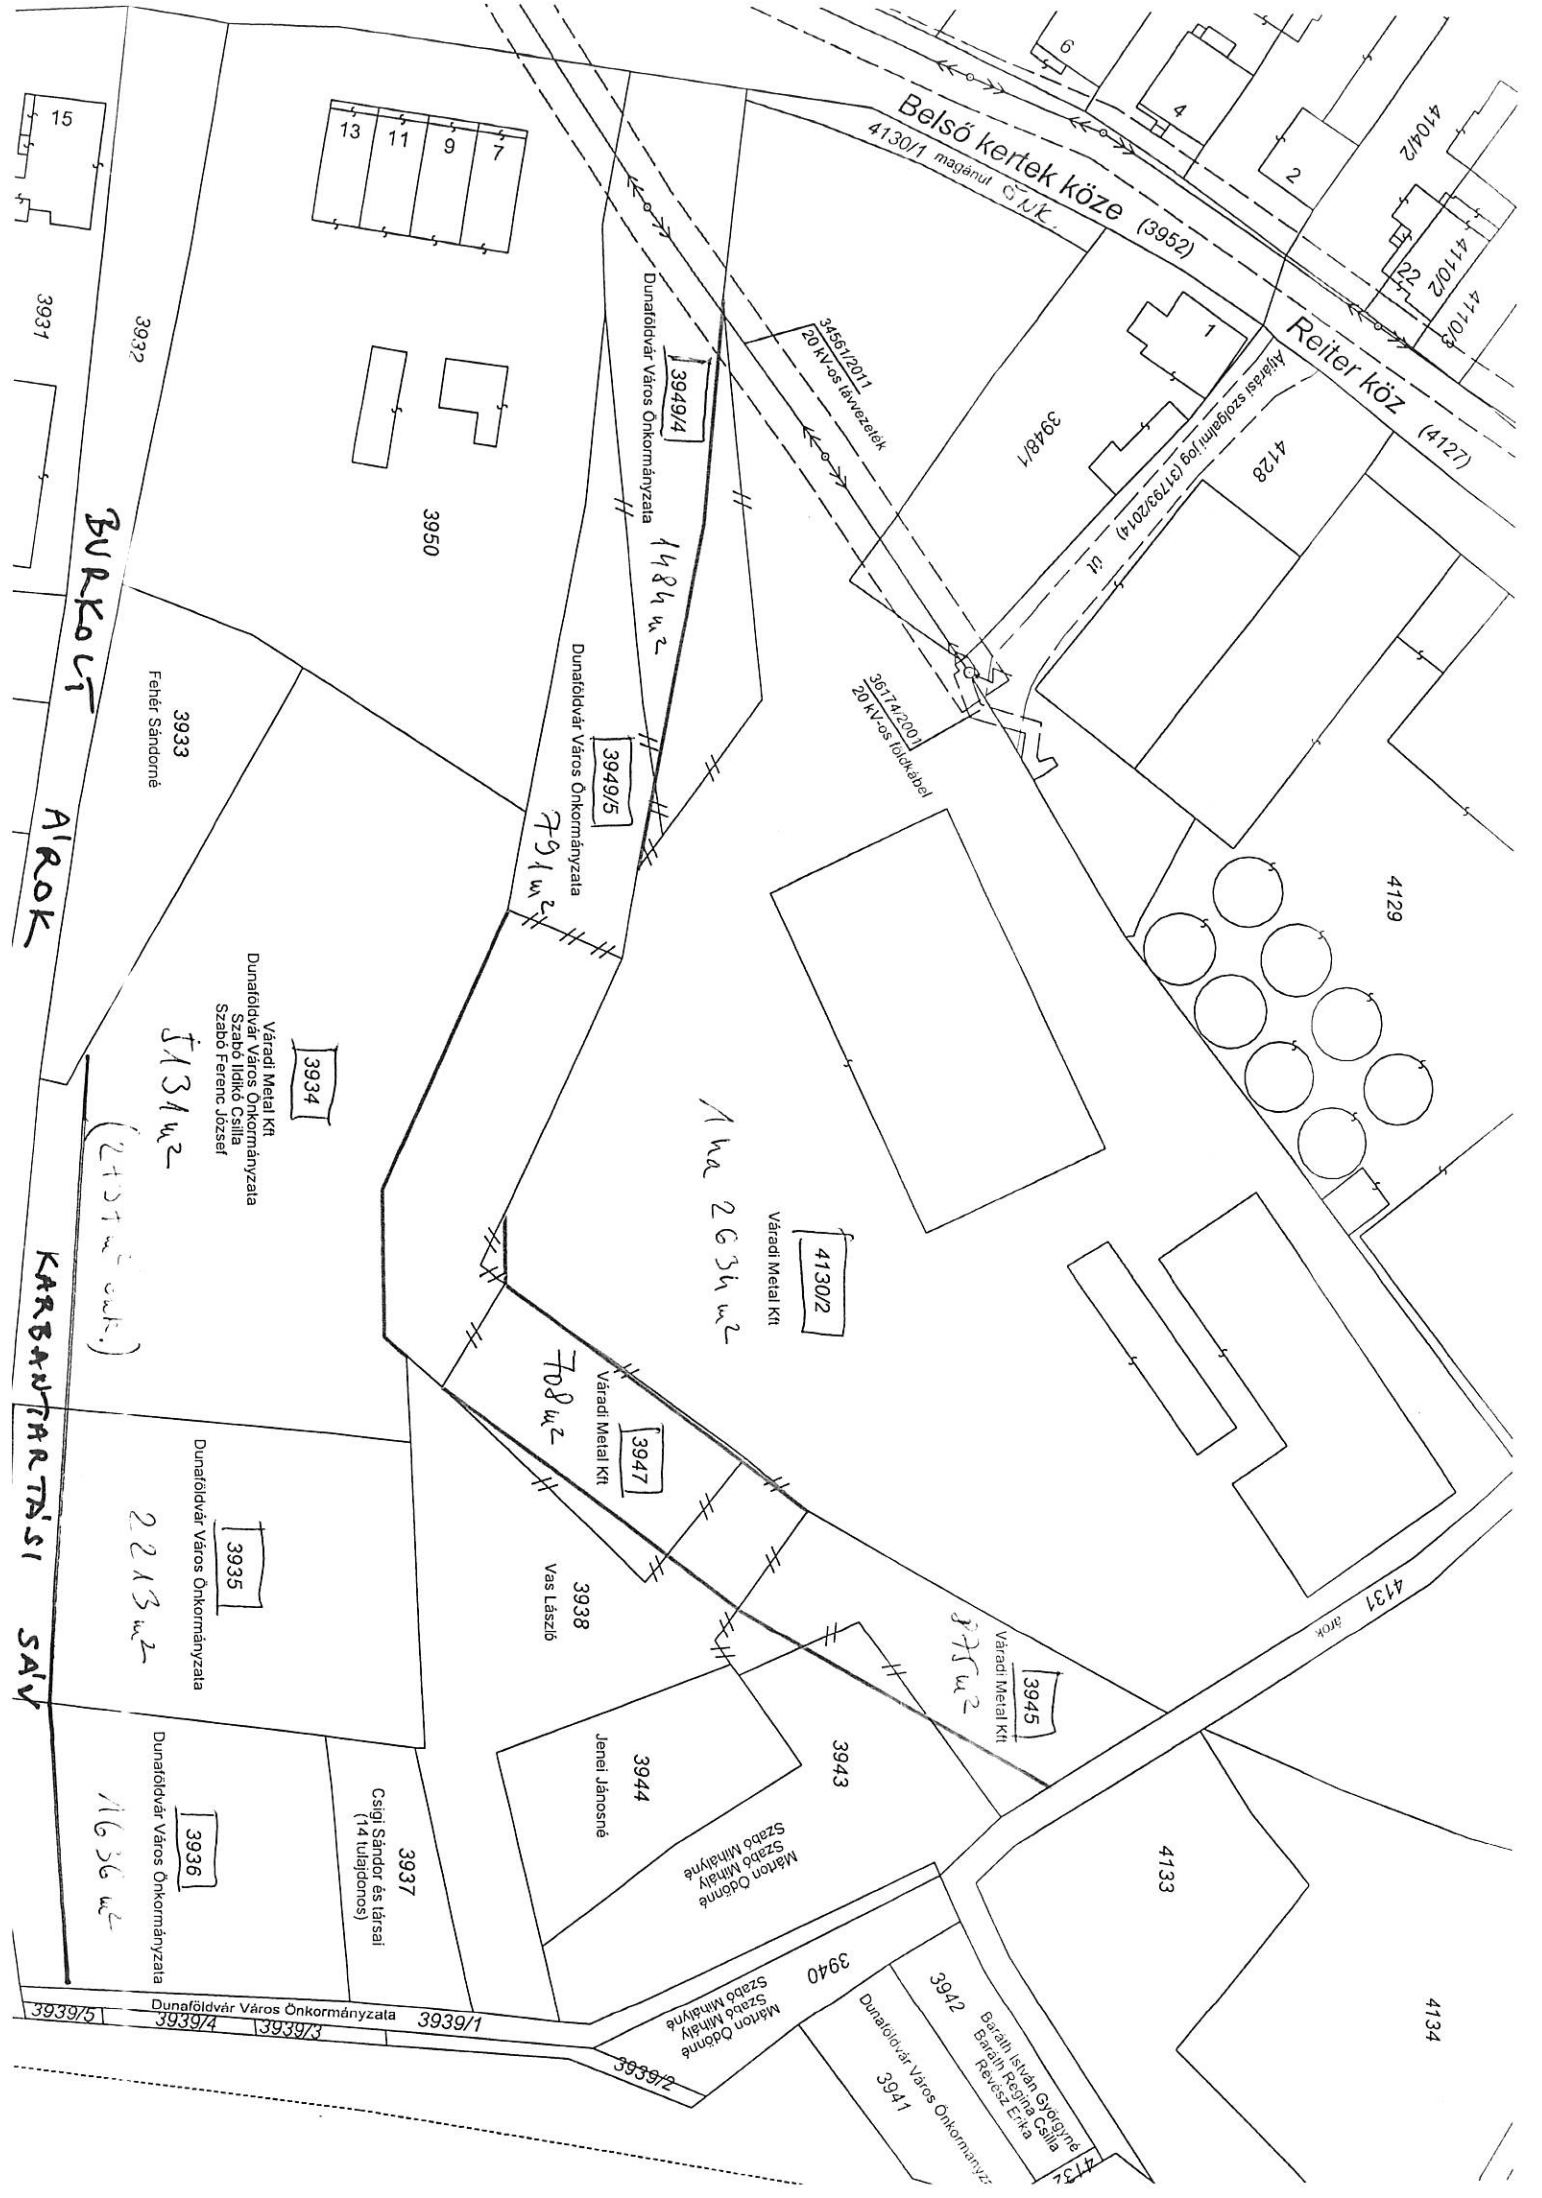 6
4
2
4104/2
4110/2
4110/3
22
Belső kertek köze (3952)
4130/1 magánút ÖNK.
Reiter köz (4127)
15
13
11
9
7
3931
3932
3950
1
3948/1
4128
Átjárási szolgalmi jog (31793/2014)
út
34561/2011
20 kV-os távvezeték
36174/2001
20 kV-os földkábel
3949/4
Dunaföldvár Város Önkormányzata
1484 m²
3949/5
Dunaföldvár Város Önkormányzata
791 m²
3933
Fehér Sándorné
4129
BURKOLT ÁROK KARBANTARTÁSI SÁV
3934
Váradi Metal Kft
Dunaföldvár Város Önkormányzata
Szabó Ildikó Csilla
Szabó Ferenc József
5131 m²
4130/2
Váradi Metal Kft
1 ha 2634 m²
3947
Váradi Metal Kft
708 m²
3935
Dunaföldvár Város Önkormányzata
2213 m²
3938
Vas László
3945
Váradi Metal Kft
875 m²
4131
árok
3936
Dunaföldvár Város Önkormányzata
1636 m²
3937
Csigi Sándor és társai
(14 tulajdonos)
3944
Jenei Jánosné
3943
Márton Ödönné
Szabó Mihály
Szabó Mihályné
4133
4134
3940
Márton Ödönné
Szabó Mihály
Szabó Mihályné
3942
Baráth István Györgyné
Baráth Regina Csilla
Révész Erika
3941
Dunaföldvár Város Önkormányza
4132
Dunaföldvár Város Önkormányzata
3939/1
3939/2
3939/3
3939/4
3939/5